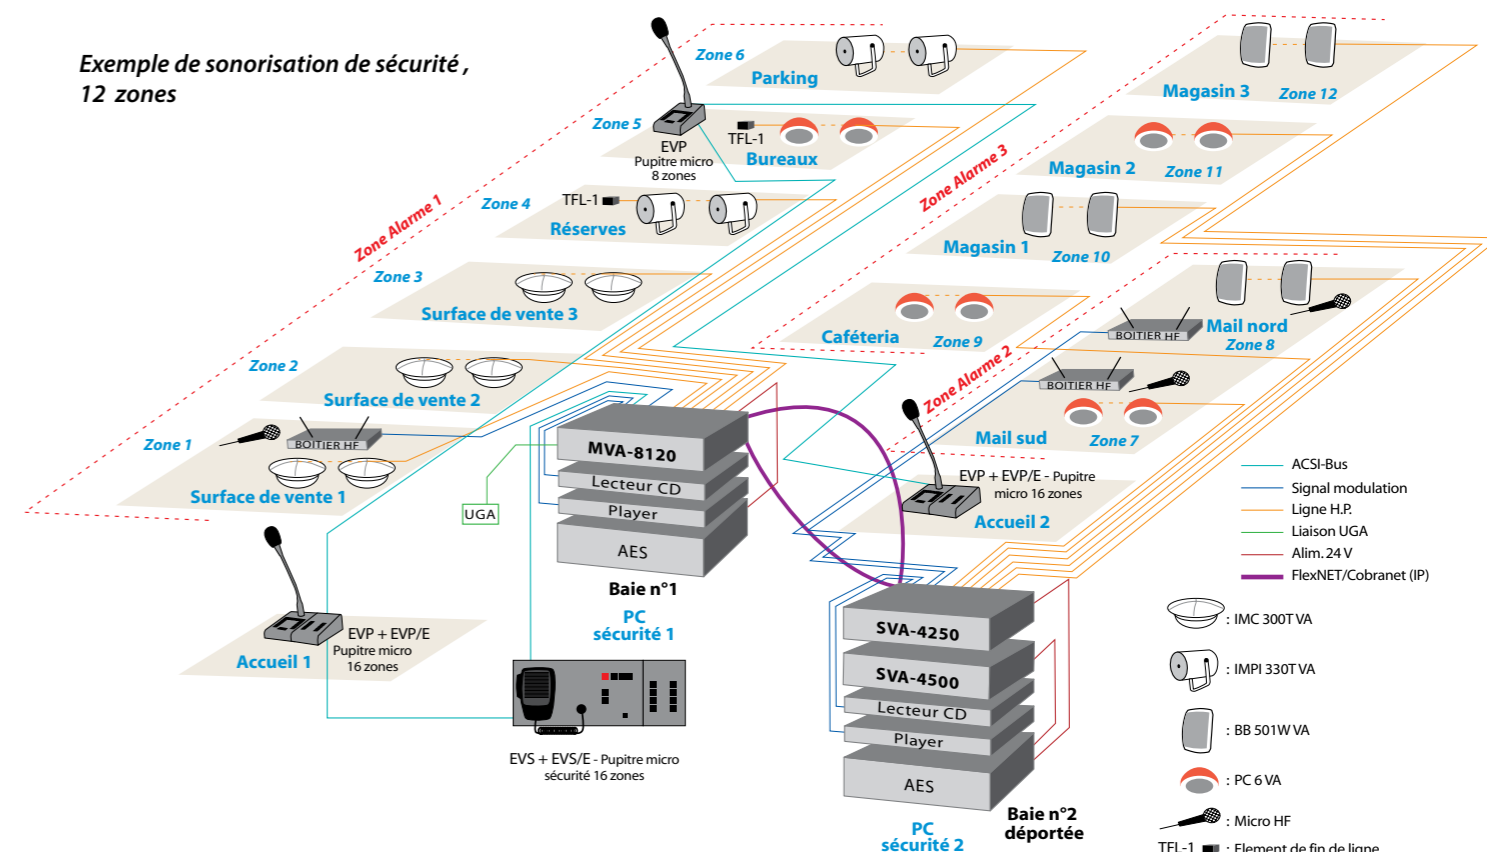 Exemple de sonorisation de sécurité ,
12  zones
Zone 6
Parking
Zone 5
EVP
Pupitre micro
8 zones
TFL-1
Bureaux
Zone Alarme 1
Zone 4
TFL-1
Réserves
Zone 3
Surface de vente 3
Zone 2
Surface de vente 2
Zone 1
BOITIER HF
Surface de vente 1
Magasin 3
Zone 12
Zone Alarme 3
Magasin 2
Zone 11
Magasin 1
Zone 10
Caféteria
Zone 9
Zone Alarme 2
BOITIER HF
Mail nord
Zone 8
BOITIER HF
Mail sud
Zone 7
EVP + EVP/E - Pupitre
micro 16 zones
Accueil 2
UGA
MVA-8120
Lecteur CD
Player
AES
Baie n°1
PC
sécurité 1
EVP + EVP/E
Pupitre micro
16 zones
Accueil 1
EVS + EVS/E - Pupitre micro
sécurité 16 zones
SVA-4250
SVA-4500
Lecteur CD
Player
AES
Baie n°2
déportée
PC
sécurité 2
ACSI-Bus
Signal modulation
Ligne H.P.
Liaison UGA
Alim. 24 V
FlexNET/Cobranet (IP)
: IMC 300T VA
: IMPI 330T VA
: BB 501W VA
: PC 6 VA
: Micro HF
TFL-1 : Element de fin de ligne